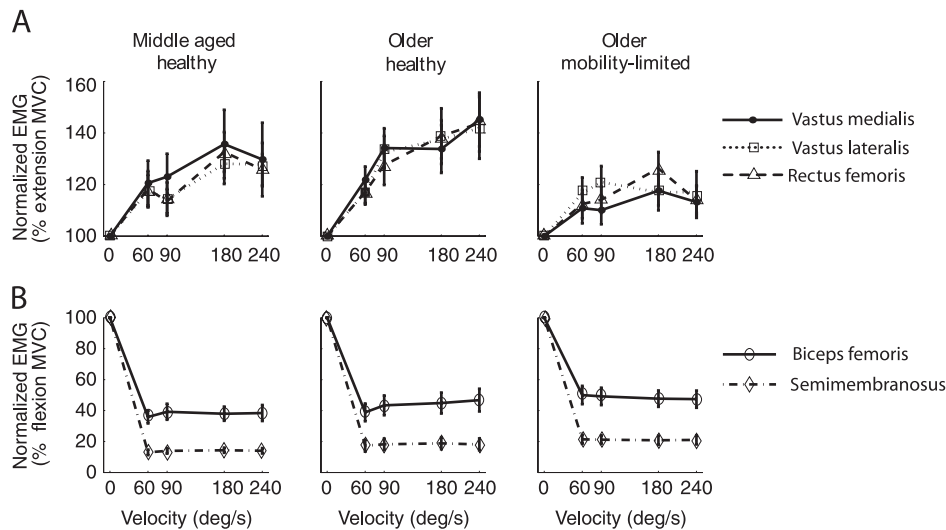 A
Middle aged
healthy
Older
healthy
Older
mobility-limited
Normalized EMG
(% extension MVC)
160
140
120
100
0 60 90 180 240
0 60 90 180 240
0 60 90 180 240
Vastus medialis
Vastus lateralis
Rectus femoris
B
Normalized EMG
(% flexion MVC)
100
80
60
40
20
0
0 60 90 180 240
0 60 90 180 240
0 60 90 180 240
Velocity (deg/s)
Velocity (deg/s)
Velocity (deg/s)
Biceps femoris
Semimembranosus